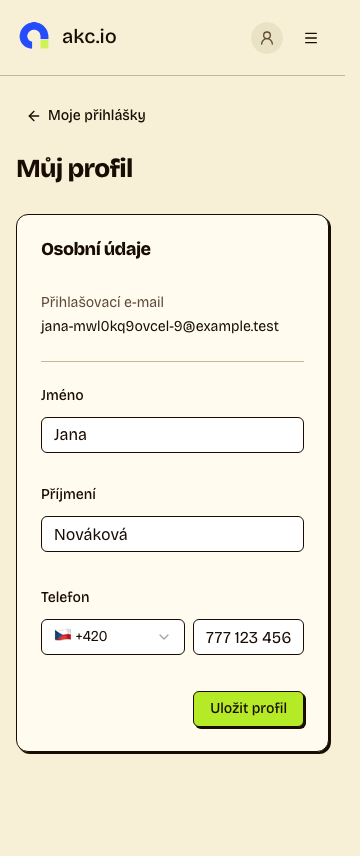 akc.io
Moje přihlášky
Můj profil
Osobní údaje
Přihlašovací e-mail
jana-mwl0kq9ovcel-9@example.test
Jméno
Jana
Příjmení
Nováková
Telefon
+420
777 123 456
Uložit profil